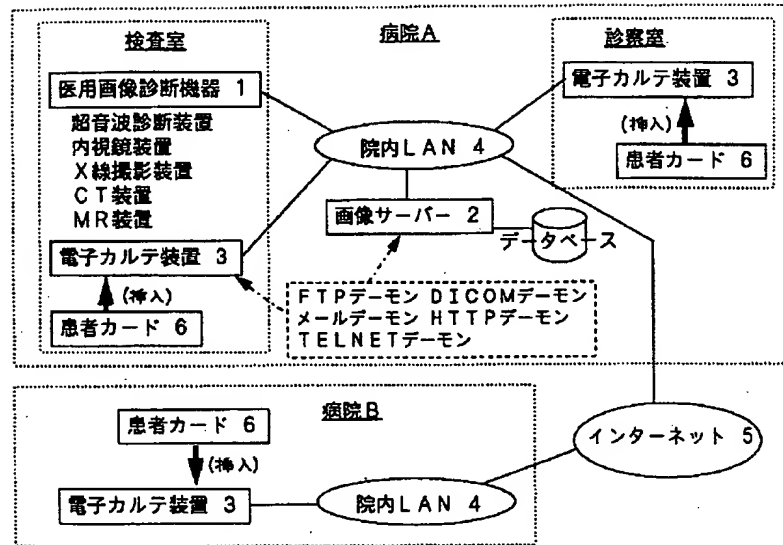 病院A
検査室
医用画像診断機器 1
超音波診断装置
内視鏡装置
X線撮影装置
CT装置
MR装置
電子カルテ装置 3
(挿入)
患者カード 6
院内LAN 4
画像サーバー 2
データベース
FTPデーモン DICOMデーモン
メールデーモン HTTPデーモン
TELNETデーモン
診察室
電子カルテ装置 3
(挿入)
患者カード 6
病院B
患者カード 6
(挿入)
電子カルテ装置 3
院内LAN 4
インターネット 5